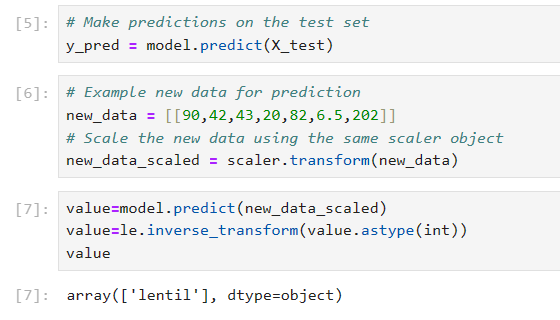 [5]: # Make predictions on the test set
y_pred = model.predict(X_test)
[6]: # Example new data for prediction
new_data = [[90,42,43,20,82,6.5,202]]
# Scale the new data using the same scaler object
new_data_scaled = scaler.transform(new_data)
[7]: value=model.predict(new_data_scaled)
value=le.inverse_transform(value.astype(int))
value
[7]: array(['lentil'], dtype=object)